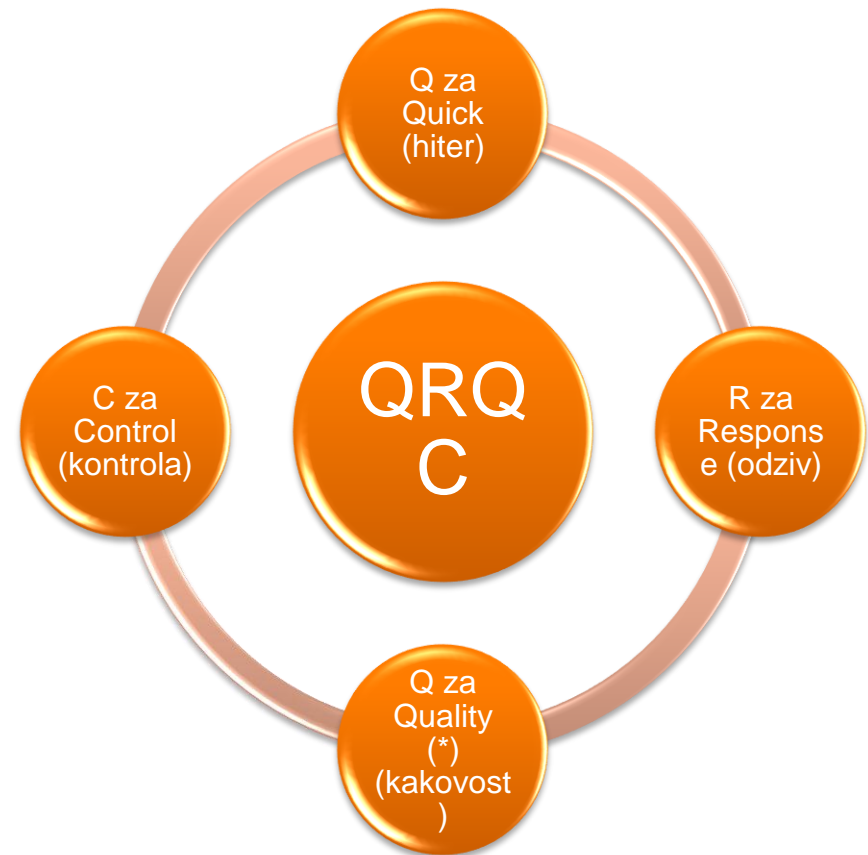 Q za
Quick
(hiter)
C za
Control
(kontrola)
QRQ
C
R za
Respons
e (odziv)
Q za
Quality
(*)
(kakovost
)